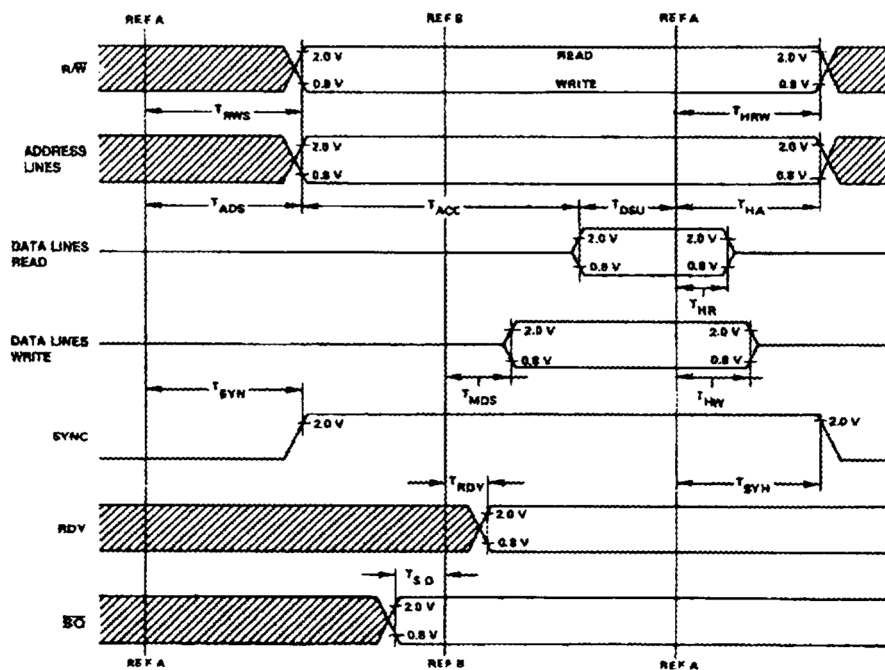 REF A REF B REF A
R/W̅ 2.0 V READ 2.0 V
0.8 V WRITE 0.8 V
T RWS T HRW
ADDRESS LINES 2.0 V 2.0 V
0.8 V 0.8 V
T ADS T ACC T DSU T HA
DATA LINES READ 2.0 V 2.0 V
0.8 V 0.8 V
T HR
DATA LINES WRITE 2.0 V 2.0 V
0.8 V 0.8 V
T SYN T MDS T HW
SYNC 2.0 V 2.0 V
T RDY T SYH
RDY 2.0 V
0.8 V
T SO
S̅O̅ 2.0 V
0.8 V
REF A REF B REF A